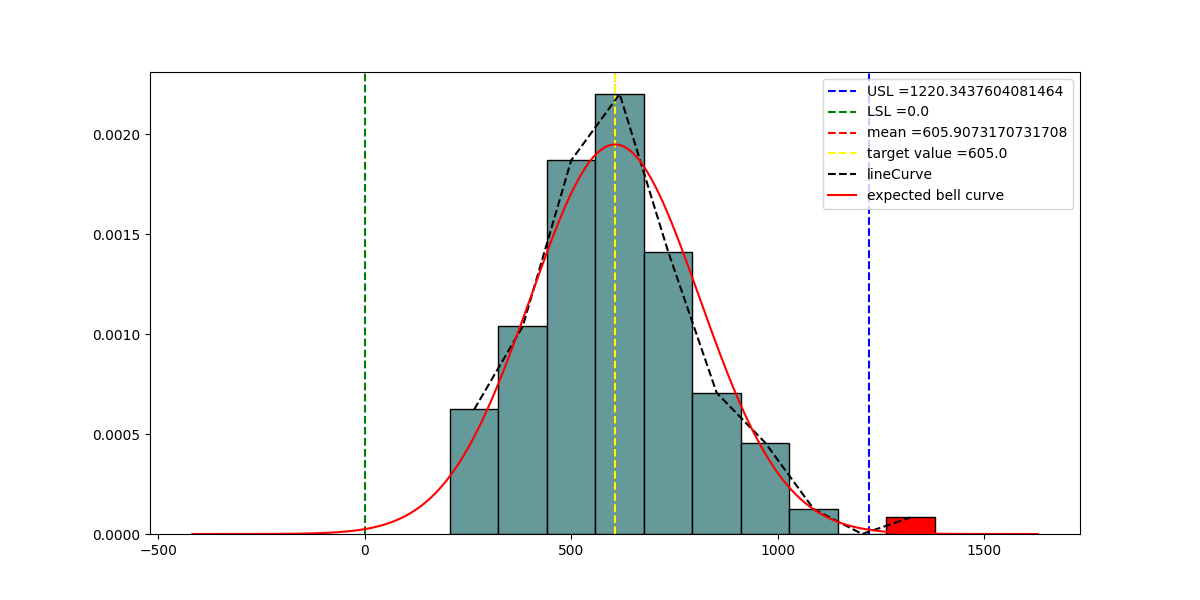 USL =1220.3437604081464
LSL =0.0
mean =605.9073170731708
target value =605.0
lineCurve
expected bell curve
0.0020
0.0015
0.0010
0.0005
0.0000
−500
0
500
1000
1500